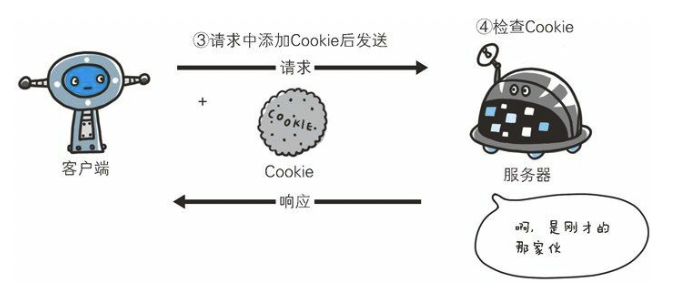 ③请求中添加Cookie后发送
④检查Cookie
请求
+
COOKIE.
客户端
Cookie
服务器
响应
啊，是刚才的
那家伙